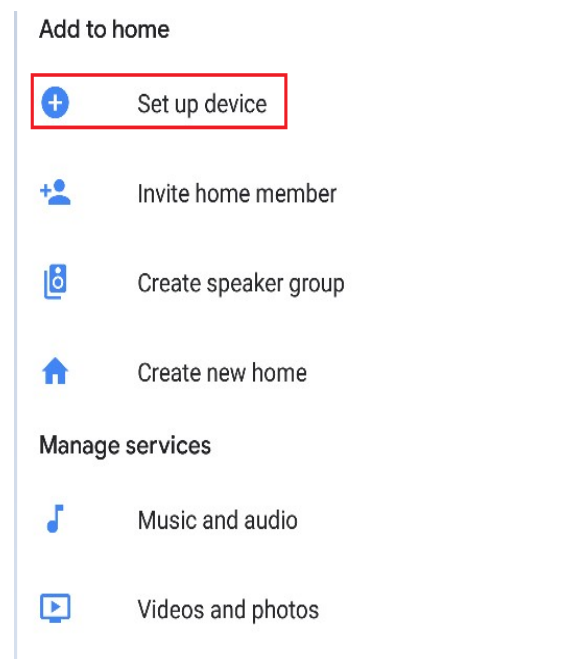 Add to home
Set up device
Invite home member
Create speaker group
Create new home
Manage services
Music and audio
Videos and photos